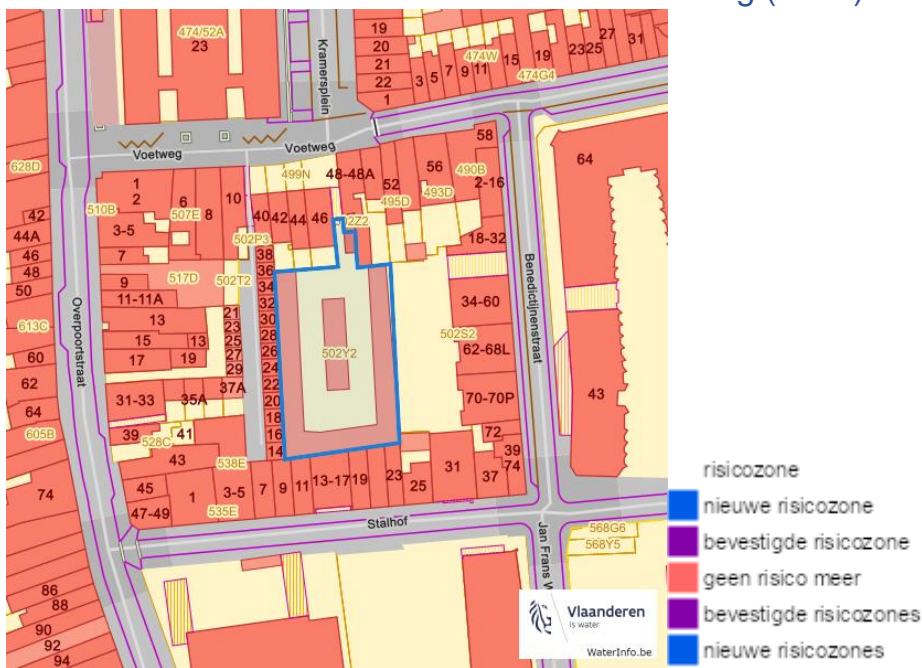 474/52A
23
Kramersplein
19
20
21
22
1
474W
3 5 7 9 11 15 19 23 25 27 31
474G4
Voetweg
Voetweg
628D
42
44A
46
48
50
613C
60
62
64
605B
74
86
88
90
92
94
Overpoortstraat
1
2
510B
3-5
7
6
507E
8
10
9
517D
11-11A
13
15
13
17
19
502P3
502T2
21
23
25
27
29
31-33
35A
37A
39
41
528C
43
538E
45
47-49
1
3-5
535E
7
9
11
13-17
19
23
25
31
37
499N
40
42
44
46
38
36
34
32
30
28
26
24
22
20
18
16
14
48-48A
502Z2
52
495D
56
493D
490B
58
2-16
18-32
34-60
502S2
62-68L
70-70P
72
39
74
502Y2
Benedictijnenstraat
64
43
Stalhof
Jan Frans W
568G6
568Y5
Vlaanderen
is water
WaterInfo.be
risicozone
nieuwe risicozone
bevestigde risicozone
geen risico meer
bevestigde risicozones
nieuwe risicozones